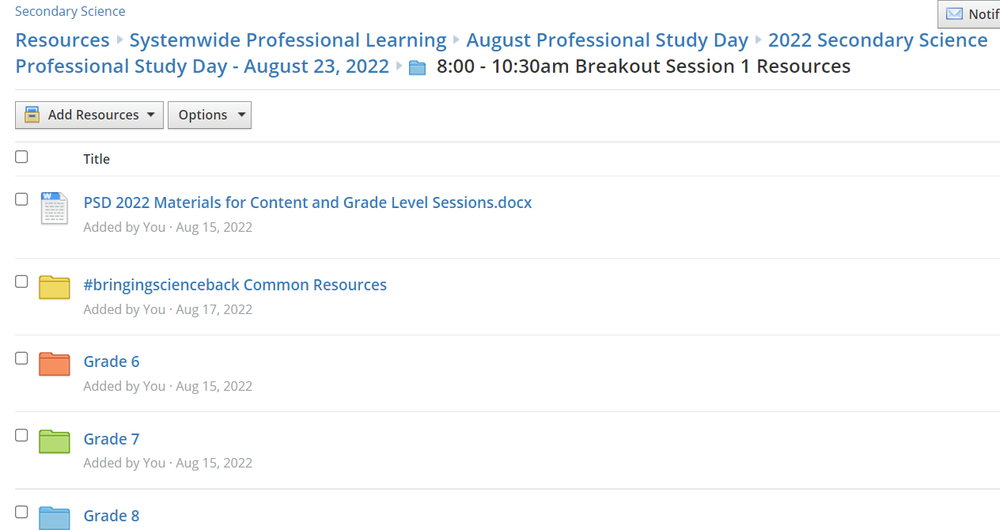 Secondary Science
Notif
Resources Systemwide Professional Learning August Professional Study Day 2022 Secondary Science
Professional Study Day - August 23, 2022 8:00 - 10:30am Breakout Session 1 Resources
Add Resources Options
Title
W
PSD 2022 Materials for Content and Grade Level Sessions.docx
Added by You · Aug 15, 2022
#bringingscienceback Common Resources
Added by You · Aug 17, 2022
Grade 6
Added by You · Aug 15, 2022
Grade 7
Added by You · Aug 15, 2022
Grade 8